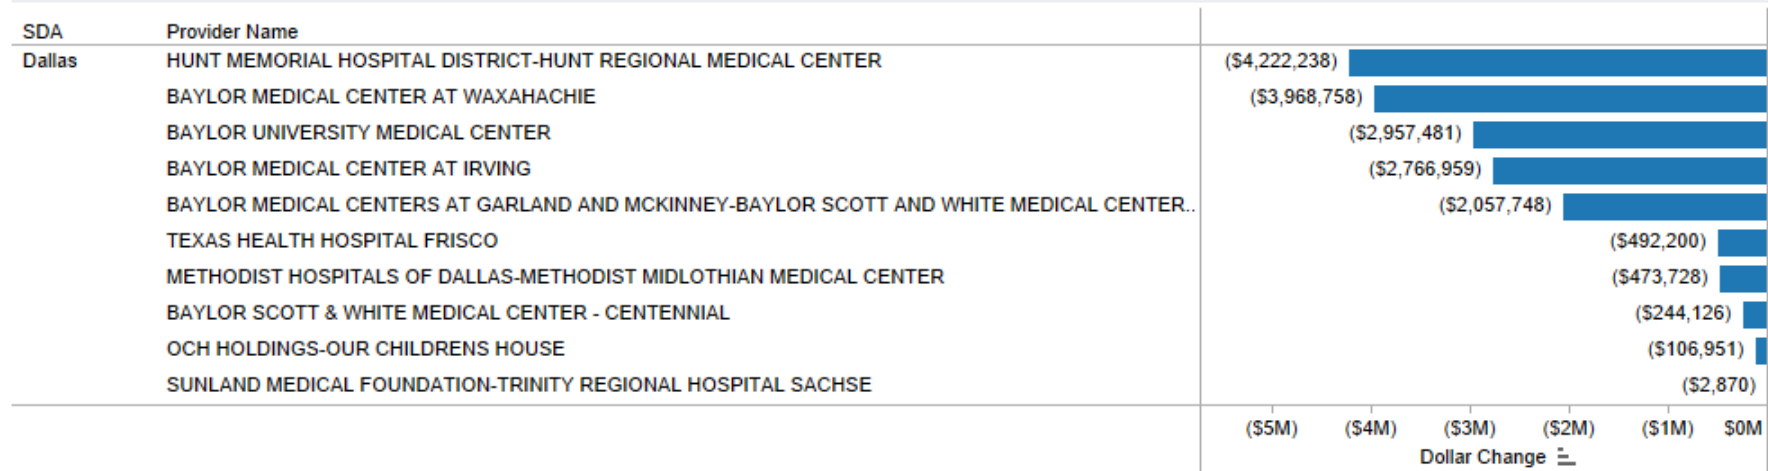 SDA Provider Name
Dallas HUNT MEMORIAL HOSPITAL DISTRICT-HUNT REGIONAL MEDICAL CENTER ($4,222,238)
BAYLOR MEDICAL CENTER AT WAXAHACHIE ($3,968,758)
BAYLOR UNIVERSITY MEDICAL CENTER ($2,957,481)
BAYLOR MEDICAL CENTER AT IRVING ($2,766,959)
BAYLOR MEDICAL CENTERS AT GARLAND AND MCKINNEY-BAYLOR SCOTT AND WHITE MEDICAL CENTER.. ($2,057,748)
TEXAS HEALTH HOSPITAL FRISCO ($492,200)
METHODIST HOSPITALS OF DALLAS-METHODIST MIDLOTHIAN MEDICAL CENTER ($473,728)
BAYLOR SCOTT & WHITE MEDICAL CENTER - CENTENNIAL ($244,126)
OCH HOLDINGS-OUR CHILDRENS HOUSE ($106,951)
SUNLAND MEDICAL FOUNDATION-TRINITY REGIONAL HOSPITAL SACHSE ($2,870)
($5M) ($4M) ($3M) ($2M) ($1M) $0M
Dollar Change